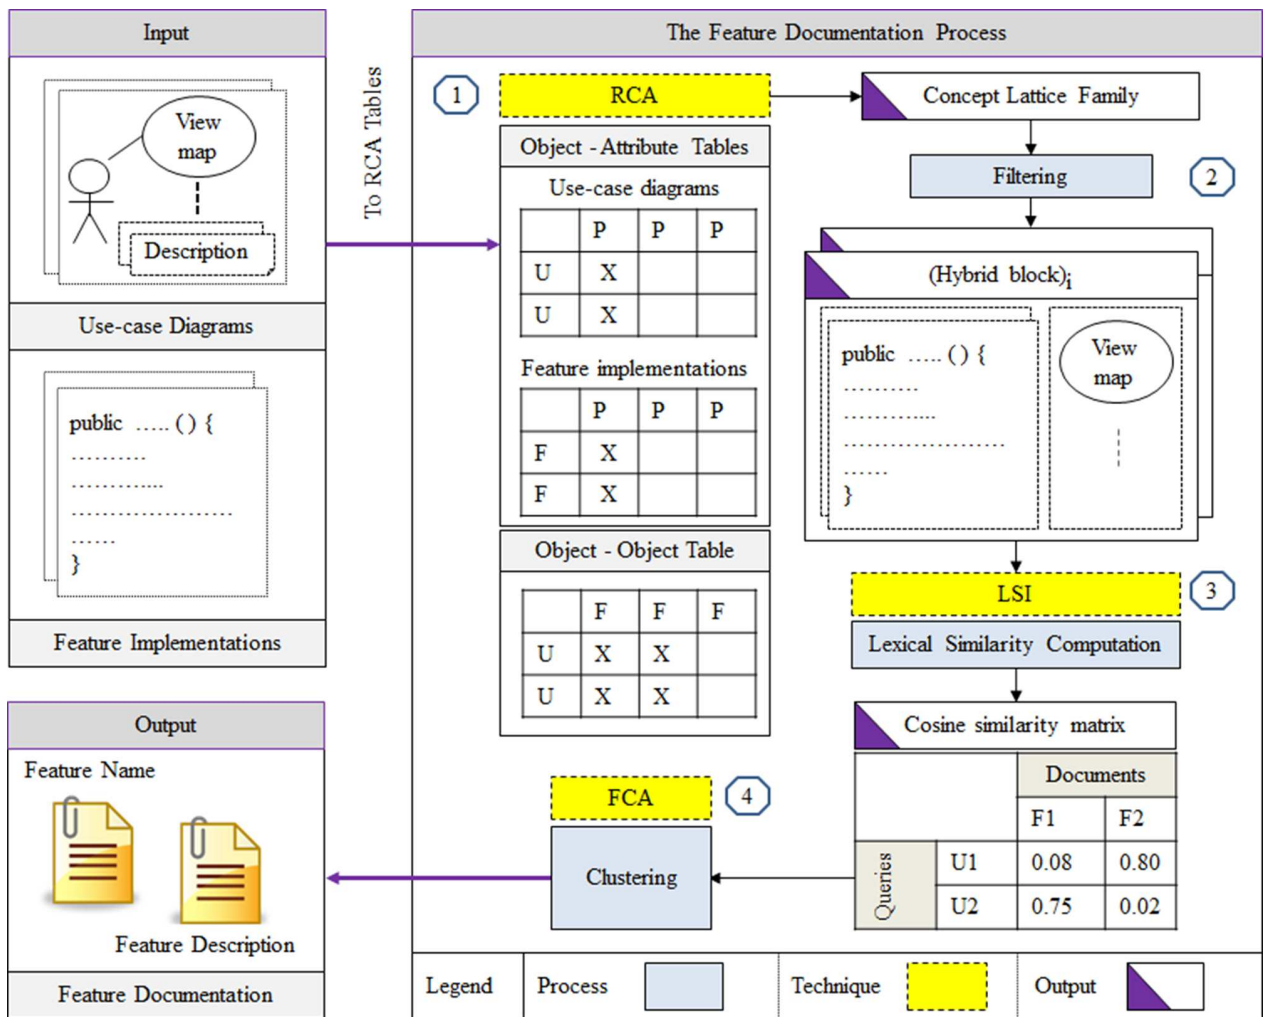 Input
View
map
Description
Use-case Diagrams
public ..... () {
..........
..............
.....................
......
}
Feature Implementations
To RCA Tables
The Feature Documentation Process
1
RCA
Object - Attribute Tables
Use-case diagrams
P P P
U X
U X
Feature implementations
P P P
F X
F X
Object - Object Table
F F F
U X X
U X X
Concept Lattice Family
Filtering
2
(Hybrid block)i
public ..... () {
..........
..............
.....................
......
}
View
map
LSI
3
Lexical Similarity Computation
Cosine similarity matrix
Documents
F1 F2
Queries
U1 0.08 0.80
U2 0.75 0.02
FCA
4
Clustering
Output
Feature Name
Feature Description
Feature Documentation
Legend Process Technique Output